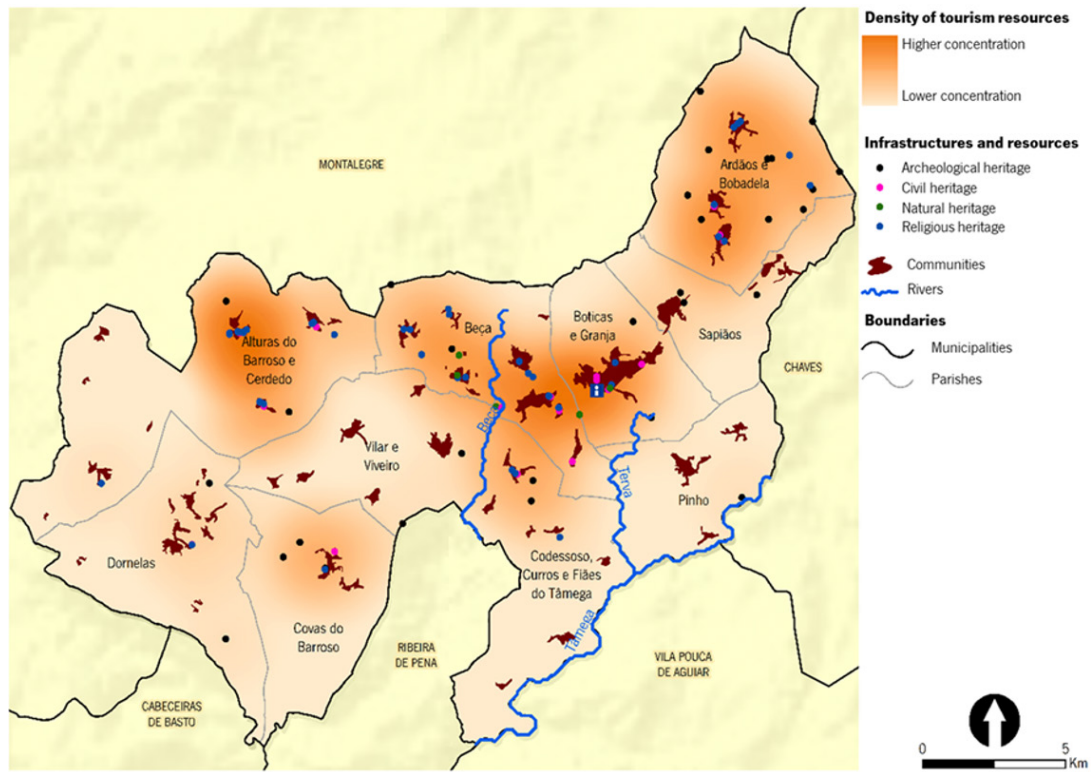 Density of tourism resources
Higher concentration
Lower concentration
Infrastructures and resources
Archeological heritage
Civil heritage
Natural heritage
Religious heritage
Communities
Rivers
Boundaries
Municipalities
Parishes
MONTALEGRE
Ardãos e
Bobadela
Boticas
e Granja
Sapiãos
CHAVES
Beça
Alturas do
Barroso e
Cerdedo
Beça
Vilar e
Viveiro
Terva
Pinho
Dornelas
Codessoso,
Curros e Fiães
do Tâmega
Covas do
Barroso
Tâmega
RIBEIRA
DE PENA
VILA POUCA
DE AGUIAR
CABECEIRAS
DE BASTO
0 5
Km